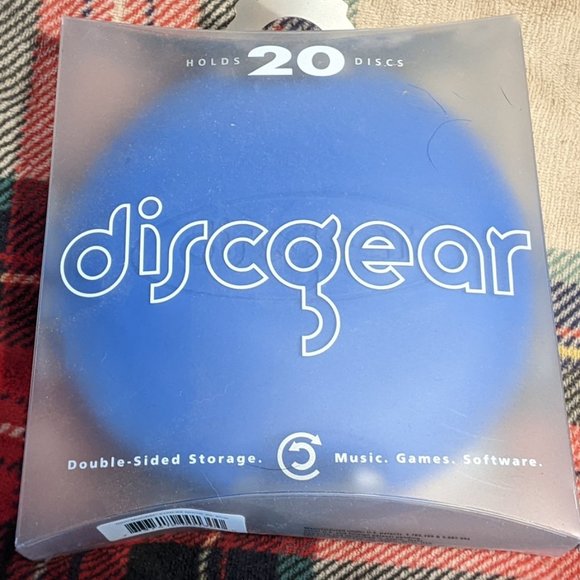 HOLDS 20 DISCS
discgear
Double-Sided Storage. Music. Games. Software.